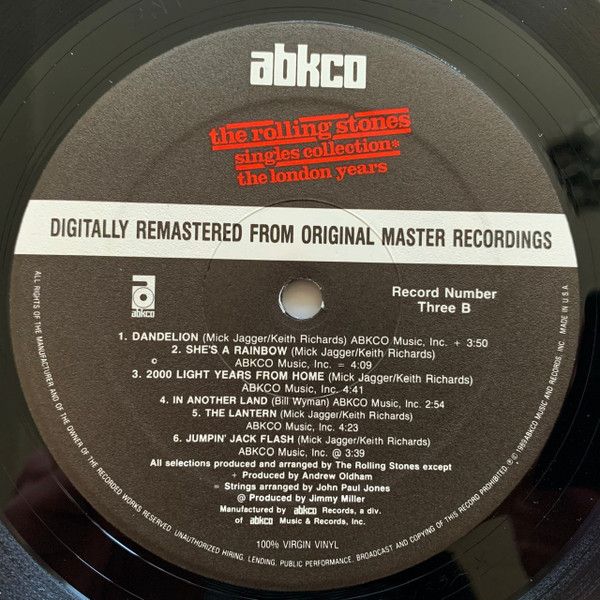 abkco
the rolling stones
singles collection*
the london years
DIGITALLY REMASTERED FROM ORIGINAL MASTER RECORDINGS
abkco
Record Number
Three B
1. DANDELION (Mick Jagger/Keith Richards) ABKCO Music, Inc. + 3:50
2. SHE'S A RAINBOW (Mick Jagger/Keith Richards)
© ABKCO Music, Inc. = 4:09
3. 2000 LIGHT YEARS FROM HOME (Mick Jagger/Keith Richards)
ABKCO Music, Inc. 4:41
4. IN ANOTHER LAND (Bill Wyman) ABKCO Music, Inc. 2:54
5. THE LANTERN (Mick Jagger/Keith Richards)
ABKCO Music, Inc. 4:23
6. JUMPIN' JACK FLASH (Mick Jagger/Keith Richards)
ABKCO Music, Inc. @ 3:39
All selections produced and arranged by The Rolling Stones except
+ Produced by Andrew Oldham
= Strings arranged by John Paul Jones
@ Produced by Jimmy Miller
Manufactured by abkco Records, a div.
of abkco Music & Records, Inc.
100% VIRGIN VINYL
ALL RIGHTS OF THE MANUFACTURER AND OF THE OWNER OF THE RECORDED WORKS RESERVED. UNAUTHORIZED HIRING, LENDING, PUBLIC PERFORMANCE, BROADCAST AND COPYING OF THIS RECORD PROHIBITED. ℗ © 1989 ABKCO MUSIC AND RECORDS, INC. MADE IN U.S.A.